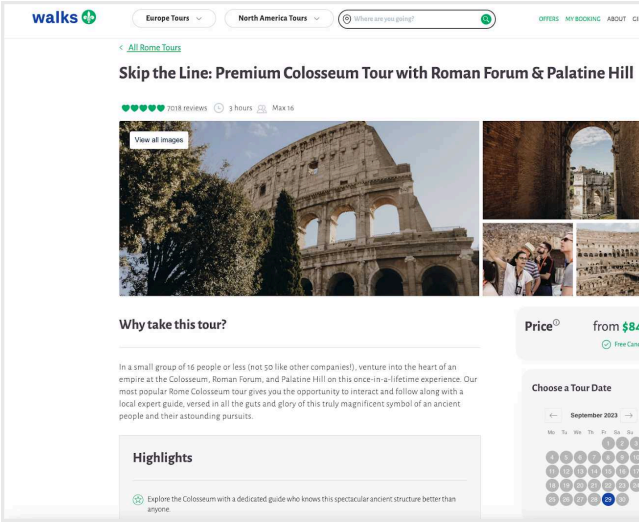 walks
Europe Tours
North America Tours
Where are you going?
OFFERS MY BOOKING ABOUT
< All Rome Tours
Skip the Line: Premium Colosseum Tour with Roman Forum & Palatine Hill
7018 reviews 3 hours Max 16
View all images
Why take this tour?
In a small group of 16 people or less (not 50 like other companies!), venture into the heart of an
empire at the Colosseum, Roman Forum, and Palatine Hill on this once-in-a-lifetime experience. Our
most popular Rome Colosseum tour gives you the opportunity to interact and follow along with a
local expert guide, versed in all the guts and glory of this truly magnificent symbol of an ancient
people and their astounding pursuits.
Highlights
Explore the Colosseum with a dedicated guide who knows this spectacular ancient structure better than
anyone.
Price from $84
Free Canc
Choose a Tour Date
← September 2023 →
Mo Tu We Th Fr Sa Su
1 2 3
4 5 6 7 8 9 10
11 12 13 14 15 16 17
18 19 20 21 22 23 24
25 26 27 28 29 30